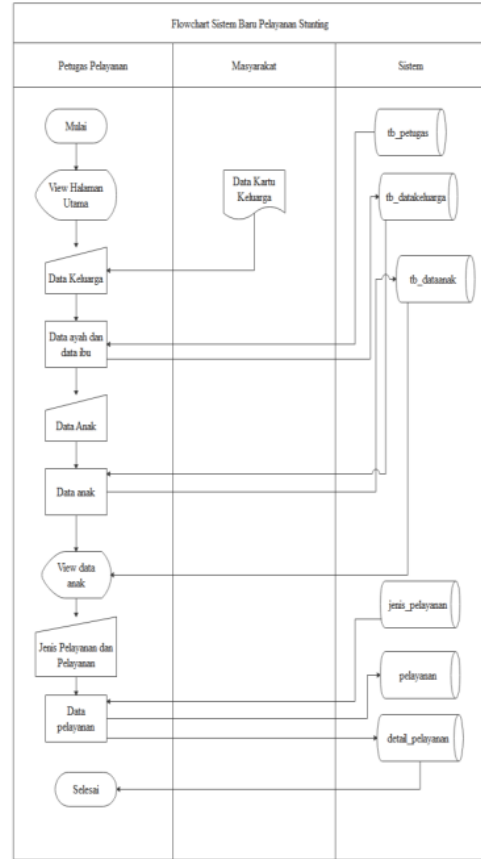 Flowchart Sistem Baru Pelayanan Stunting
Petugas Pelayanan
Masyarakat
Sistem
Mulai
tb_petugas
View Halaman
Utama
Data Kartu
Keluarga
tb_datakeluarga
Data Keluarga
tb_dataanak
Data ayah dan
data ibu
Data Anak
Data anak
View data
anak
jenis_pelayanan
Jenis Pelayanan dan
Pelayanan
pelayanan
Data
pelayanan
detail_pelayanan
Selesai